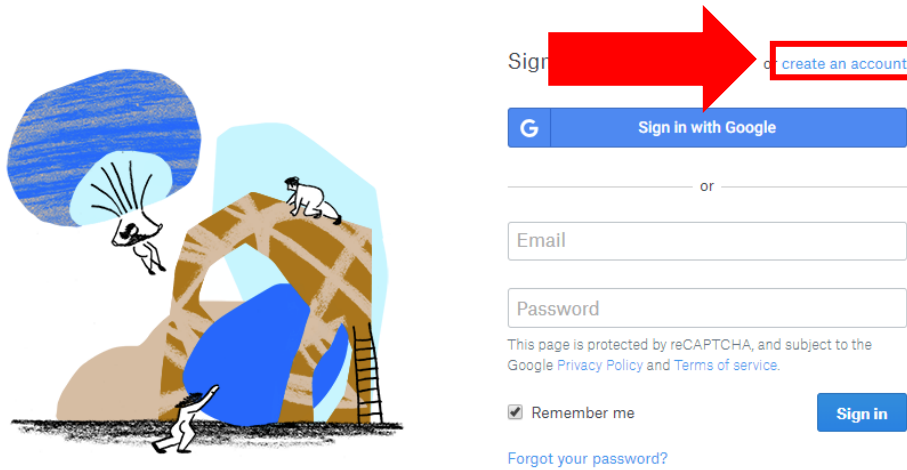 or create an account
G Sign in with Google
or
Email
Password
This page is protected by reCAPTCHA, and subject to the
Google Privacy Policy and Terms of service.
Remember me
Sign in
Forgot your password?